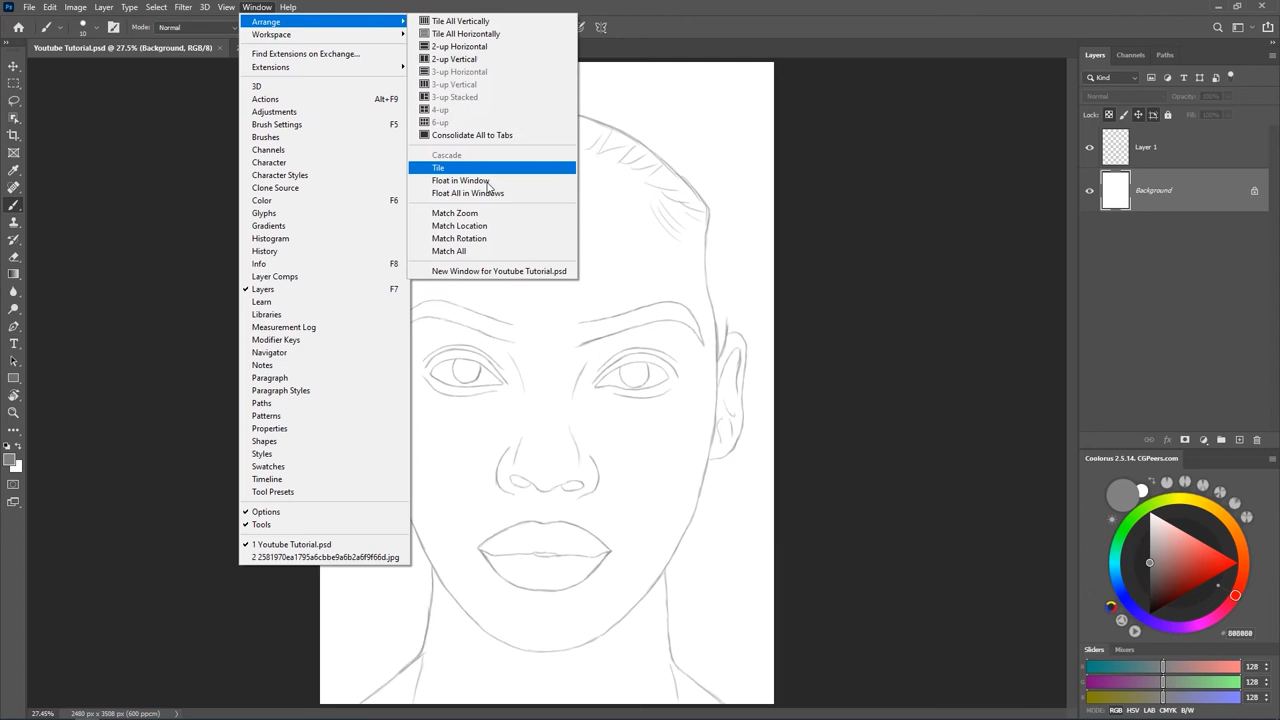 Ps File Edit Image Layer Type Select Filter 3D View Window Help
10 Mode: Normal
Youtube Tutorial.psd @ 27.5% (Background, RGB/8) ×
Arrange
Workspace
Find Extensions on Exchange...
Extensions
3D
Actions Alt+F9
Adjustments
Brush Settings F5
Brushes
Channels
Character
Character Styles
Clone Source
Color F6
Glyphs
Gradients
Histogram
History
Info F8
Layer Comps
Layers F7
Learn
Libraries
Measurement Log
Modifier Keys
Navigator
Notes
Paragraph
Paragraph Styles
Paths
Patterns
Properties
Shapes
Styles
Swatches
Timeline
Tool Presets
Options
Tools
1 Youtube Tutorial.psd
2 2581970ea1795a6cbbe9a6b2a6f9f66d.jpg
Tile All Vertically
Tile All Horizontally
2-up Horizontal
2-up Vertical
3-up Horizontal
3-up Vertical
3-up Stacked
4-up
6-up
Consolidate All to Tabs
Cascade
Tile
Float in Window
Float All in Windows
Match Zoom
Match Location
Match Rotation
Match All
New Window for Youtube Tutorial.psd
Layers Channels Paths
Kind
Normal Opacity: 100%
Lock: Fill: 100%
Layer 1
Background
fx
Coolorus 2.5.14, CGPeers.com
# 808080
Sliders Mixers
R 128
G 128
B 128
MODE: RGB HSV LAB CMYK B/W
27.45% 2480 px x 3508 px (600 ppcm)